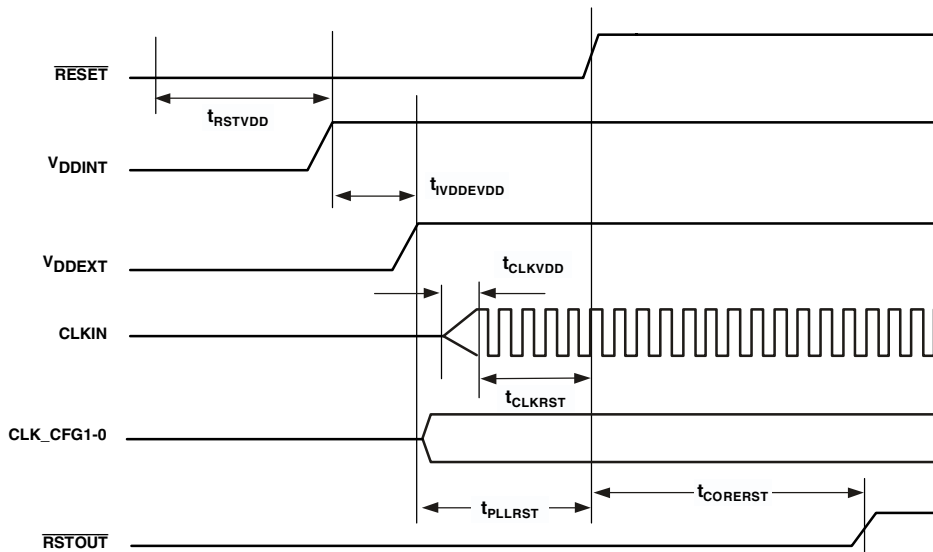 RESET
tRSTVDD
VDDINT
tIVDDEVDD
VDDEXT
tCLKVDD
CLKIN
tCLKRST
CLK_CFG1-0
tPLLRST
tCORERST
RSTOUT